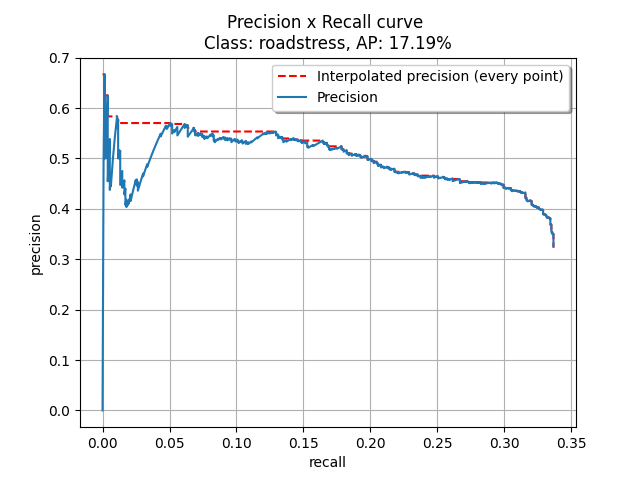 Precision x Recall curve
Class: roadstress, AP: 17.19%
0.7
0.6
0.5
0.4
0.3
0.2
0.1
0.0
precision
Interpolated precision (every point)
Precision
0.00 0.05 0.10 0.15 0.20 0.25 0.30 0.35
recall